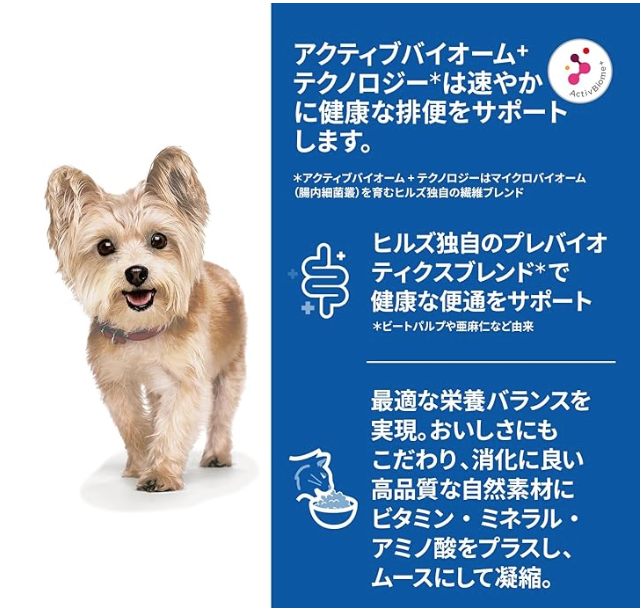 アクティブバイオーム⁺
テクノロジー*は速やか
に健康な排便をサポート
します。
ActivBiome+
*アクティブバイオーム + テクノロジーはマイクロバイオーム
（腸内細菌叢）を育むヒルズ独自の繊維ブレンド
ヒルズ独自のプレバイオ
ティクスブレンド*で
健康な便通をサポート
*ビートパルプや亜麻仁など由来
最適な栄養バランスを
実現。おいしさにも
こだわり、消化に良い
高品質な自然素材に
ビタミン・ミネラル・
アミノ酸をプラスし、
ムースにして凝縮。